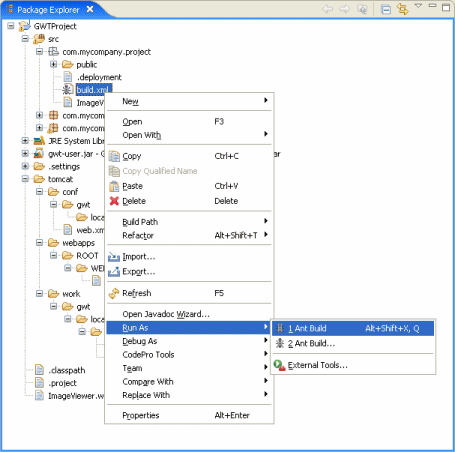 Package Explorer
GWTProject
src
com.mycompany.project
public
.deployment
build.xml
ImageV
com.myco
com.myco
JRE System Libr
gwt-user.jar - C:
.settings
tomcat
conf
gwt
loca
web.xm
webapps
ROOT
WE
work
gwt
loca
.classpath
.project
ImageViewer.w
New
Open F3
Open With
Copy Ctrl+C
Copy Qualified Name
Paste Ctrl+V
Delete Delete
Build Path
Refactor Alt+Shift+T
Import...
Export...
Refresh F5
Open Javadoc Wizard...
Run As
Debug As
CodePro Tools
Team
Compare With
Replace With
Properties Alt+Enter
1 Ant Build Alt+Shift+X, Q
2 Ant Build...
External Tools...